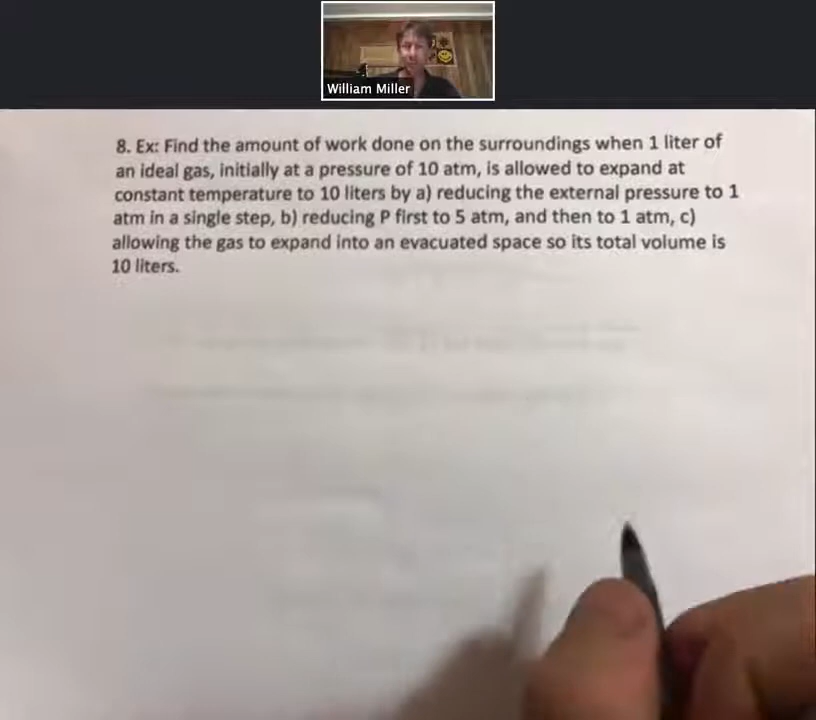 William Miller
8. Ex: Find the amount of work done on the surroundings when 1 liter of
an ideal gas, initially at a pressure of 10 atm, is allowed to expand at
constant temperature to 10 liters by a) reducing the external pressure to 1
atm in a single step, b) reducing P first to 5 atm, and then to 1 atm, c)
allowing the gas to expand into an evacuated space so its total volume is
10 liters.